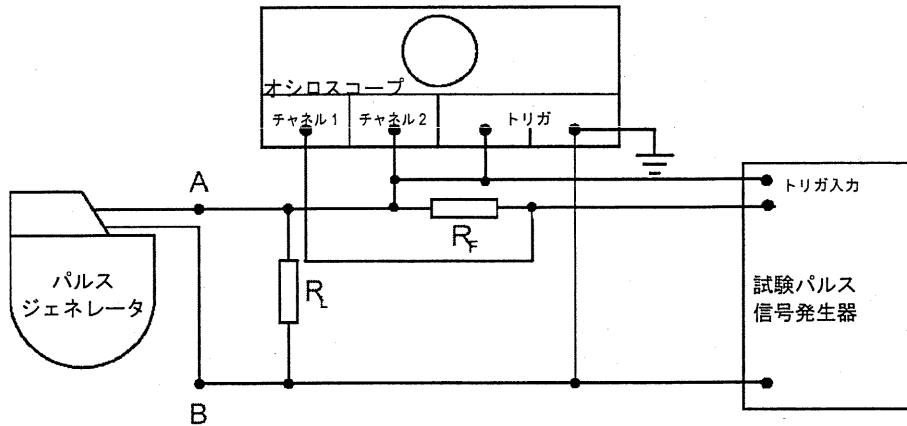 オシロスコープ
チャネル1 チャネル2 トリガ
A
トリガ入力
R_F
パルス
ジェネレータ
R_L
試験パルス
信号発生器
B